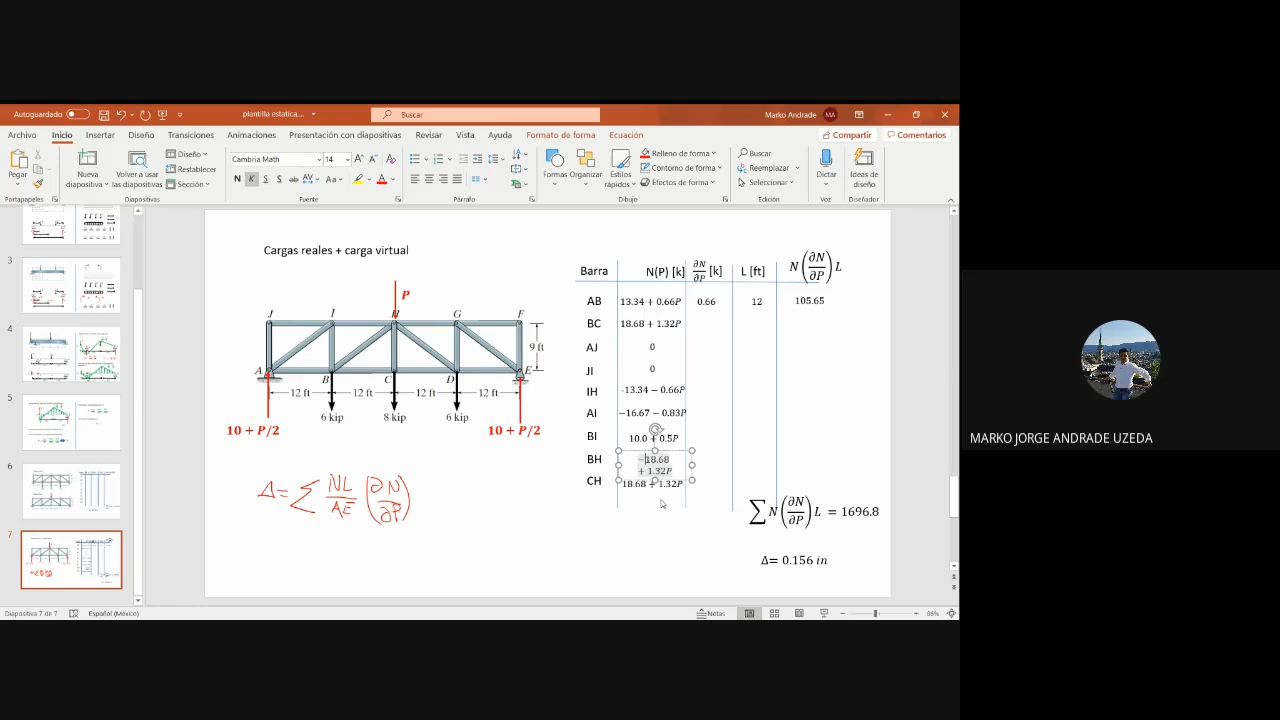 Autoguardado
plantilla estatica....
Buscar
Marko Andrade
MA
Archivo
Inicio
Insertar
Diseño
Transiciones
Animaciones
Presentación con diapositivas
Revisar
Vista
Ayuda
Formato de forma
Ecuación
Compartir
Comentarios
Pegar
Nueva diapositiva
Volver a usar las diapositivas
Diseño
Restablecer
Sección
Cambria Math
14
N K S
Formas
Organizar
Estilos rápidos
Relleno de forma
Contorno de forma
Efectos de forma
Buscar
Reemplazar
Seleccionar
Dictar
Ideas de diseño
Portapapeles
Diapositivas
Fuente
Párrafo
Dibujo
Edición
Voz
Diseñador
3
4
5
6
7
Cargas reales + carga virtual
P
J I H G F
9 ft
A B C D E
12 ft 12 ft 12 ft 12 ft
6 kip 8 kip 6 kip
10 + P/2
10 + P/2
Δ = Σ NL/AE (∂N/∂P)
Barra N(P) [k] ∂N/∂P [k] L [ft] N(∂N/∂P)L
AB 13.34 + 0.66P 0.66 12 105.65
BC 18.68 + 1.32P
AJ 0
JI 0
IH -13.34 − 0.66P
AI −16.67 − 0.83P
BI 10.0 + 0.5P
BH −18.68
+ 1.32P
CH 18.68 + 1.32P
∑ N(∂N/∂P)L = 1696.8
Δ= 0.156 in
Diapositiva 7 de 7
Español (México)
Notas
86%
MARKO JORGE ANDRADE UZEDA